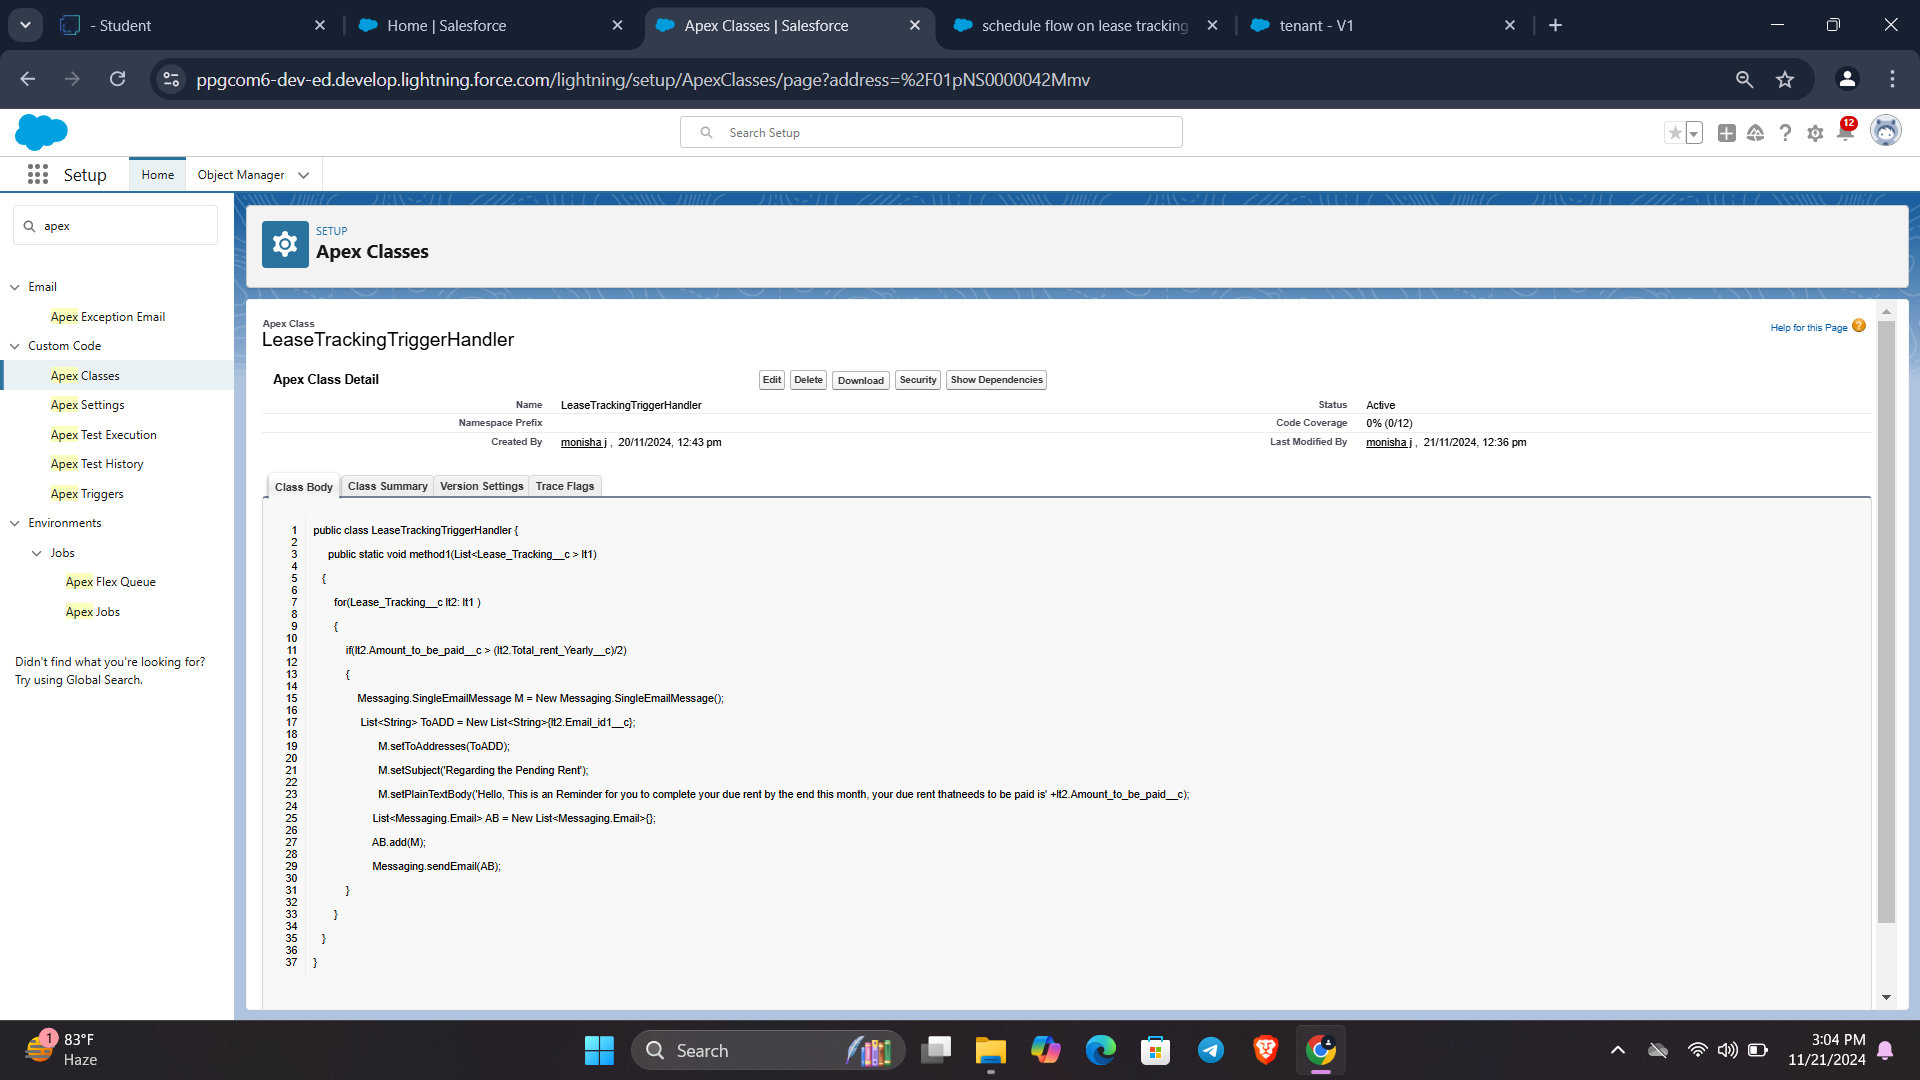 - Student
Home | Salesforce
Apex Classes | Salesforce
schedule flow on lease tracking
tenant - V1
ppgcom6-dev-ed.develop.lightning.force.com/lightning/setup/ApexClasses/page?address=%2F01pNS0000042Mmv
Search Setup
12
Setup
Home
Object Manager
apex
Email
Apex Exception Email
Custom Code
Apex Classes
Apex Settings
Apex Test Execution
Apex Test History
Apex Triggers
Environments
Jobs
Apex Flex Queue
Apex Jobs
Didn't find what you're looking for?
Try using Global Search.
SETUP
Apex Classes
Apex Class
LeaseTrackingTriggerHandler
Help for this Page ?
Apex Class Detail
Edit Delete Download Security Show Dependencies
Name LeaseTrackingTriggerHandler Status Active
Namespace Prefix Code Coverage 0% (0/12)
Created By monisha j , 20/11/2024, 12:43 pm Last Modified By monisha j , 21/11/2024, 12:36 pm
Class Body Class Summary Version Settings Trace Flags
1 public class LeaseTrackingTriggerHandler {
2
3 public static void method1(List<Lease_Tracking__c > lt1)
4
5 {
6
7 for(Lease_Tracking__c lt2: lt1 )
8
9 {
10
11 if(lt2.Amount_to_be_paid__c > (lt2.Total_rent_Yearly__c)/2)
12
13 {
14
15 Messaging.SingleEmailMessage M = New Messaging.SingleEmailMessage();
16
17 List<String> ToADD = New List<String>{lt2.Email_id1__c};
18
19 M.setToAddresses(ToADD);
20
21 M.setSubject('Regarding the Pending Rent');
22
23 M.setPlainTextBody('Hello, This is an Reminder for you to complete your due rent by the end this month, your due rent thatneeds to be paid is' +lt2.Amount_to_be_paid__c);
24
25 List<Messaging.Email> AB = New List<Messaging.Email>{};
26
27 AB.add(M);
28
29 Messaging.sendEmail(AB);
30
31 }
32
33 }
34
35 }
36
37 }
1
83°F
Haze
Search
3:04 PM
11/21/2024